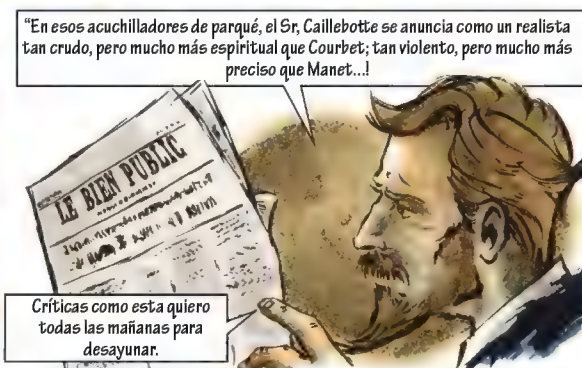 "En esos acuchilladores de parqué, el Sr, Caillebotte se anuncia como un realista
tan crudo, pero mucho más espiritual que Courbet; tan violento, pero mucho más
preciso que Manet...!
LE BIEN PUBLIC
Críticas como esta quiero
todas las mañanas para
desayunar.